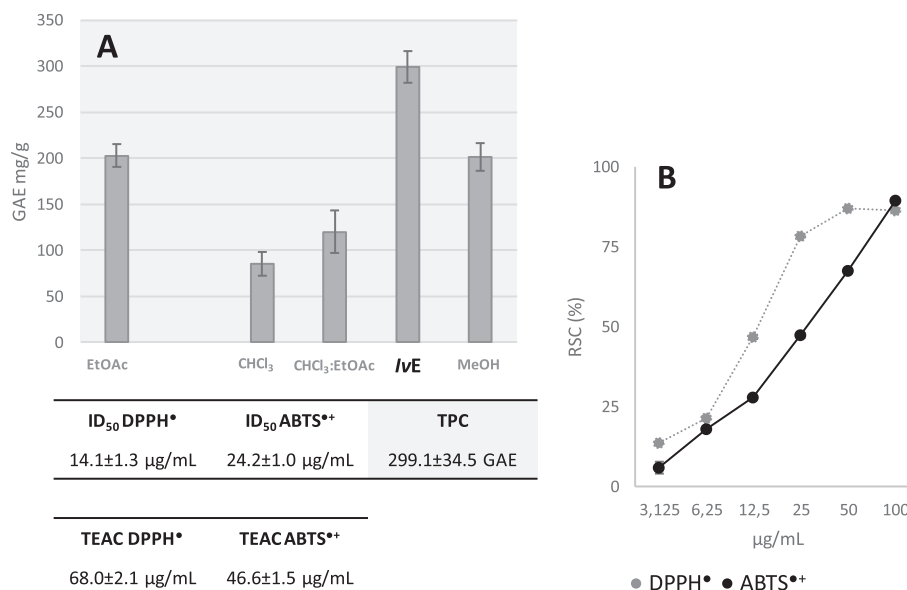 A
350
300
250
200
150
100
50
0
GAE mg/g
EtOAc CHCl₃ CHCl₃:EtOAc IvE MeOH
ID₅₀ DPPH• ID₅₀ ABTS•+ TPC
14.1±1.3 µg/mL 24.2±1.0 µg/mL 299.1±34.5 GAE
TEAC DPPH• TEAC ABTS•+
68.0±2.1 µg/mL 46.6±1.5 µg/mL
B
100
75
50
25
0
RSC (%)
3,125 6,25 12,5 25 50 100
µg/mL
DPPH• ABTS•+